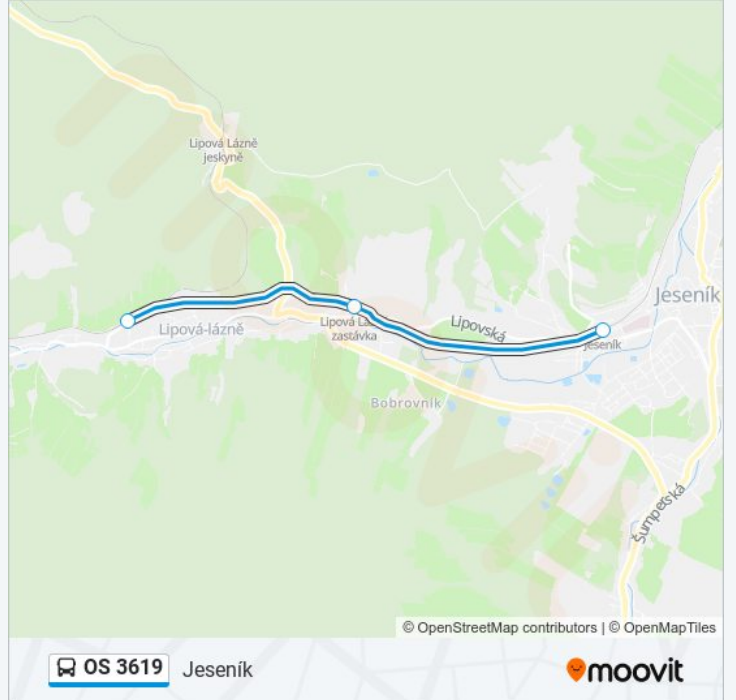 Lipová Lázně
jeskyně
Jeseník
Lipovská
Lipová-lázně
Lipová Lá
zastávka
Jeseník
Bobrovník
Šumperská
© OpenStreetMap contributors | © OpenMapTiles
OS 3619 Jeseník
moovit